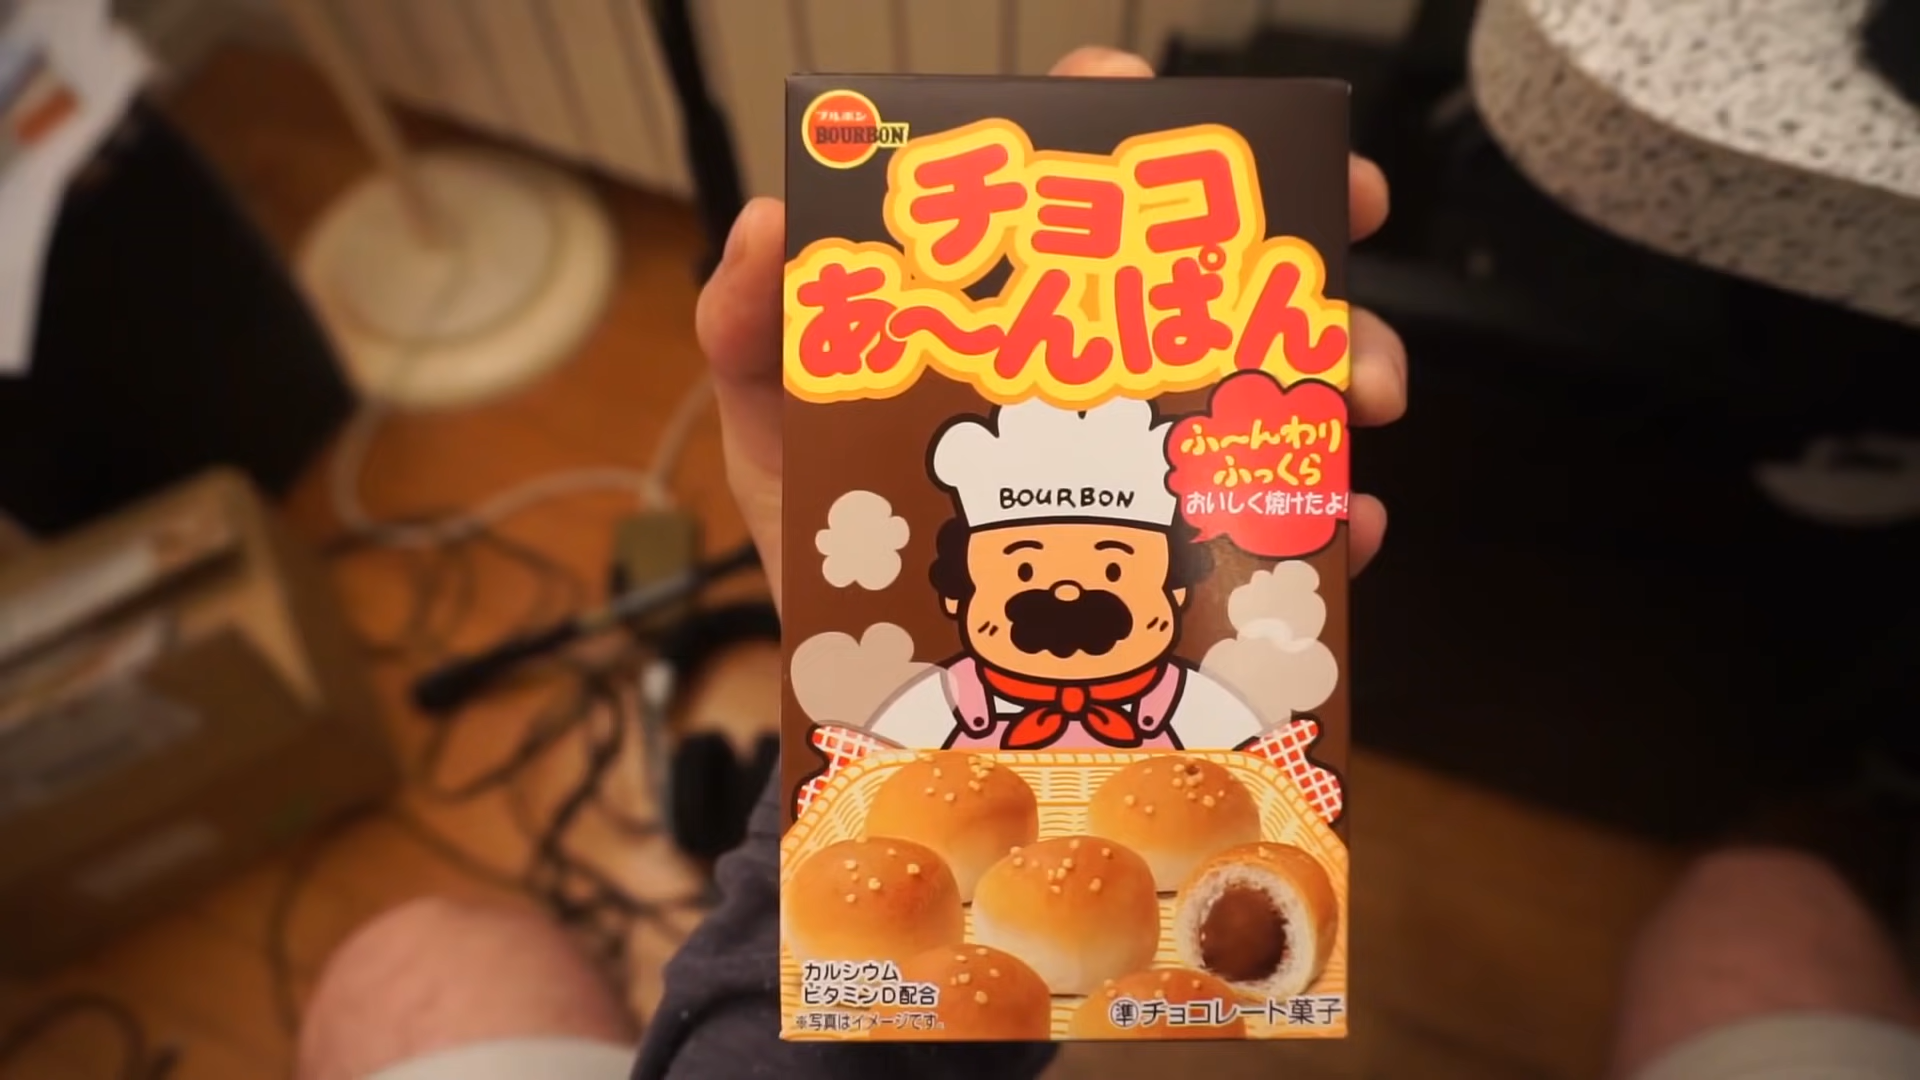 ブルボン
BOURBON
チョコ
あ〜んぱん
ふ〜んわり
ふっくら
おいしく焼けたよ!
BOURBON
カルシウム
ビタミンD配合
※写真はイメージです。
準チョコレート菓子